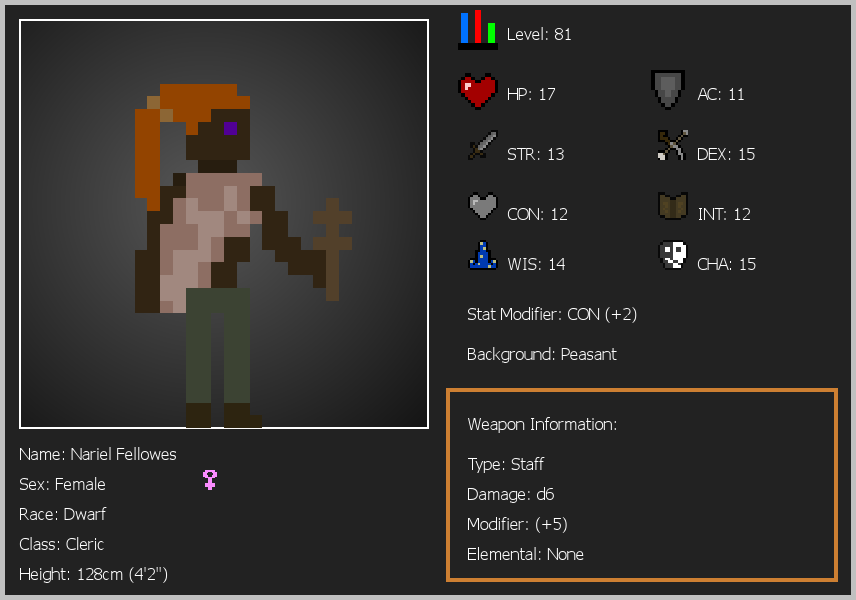 Level: 81
HP: 17
AC: 11
STR: 13
DEX: 15
CON: 12
INT: 12
WIS: 14
CHA: 15
Stat Modifier: CON (+2)
Background: Peasant
Weapon Information:
Type: Staff
Damage: d6
Modifier: (+5)
Elemental: None
Name: Nariel Fellowes
Sex: Female
Race: Dwarf
Class: Cleric
Height: 128cm (4'2")